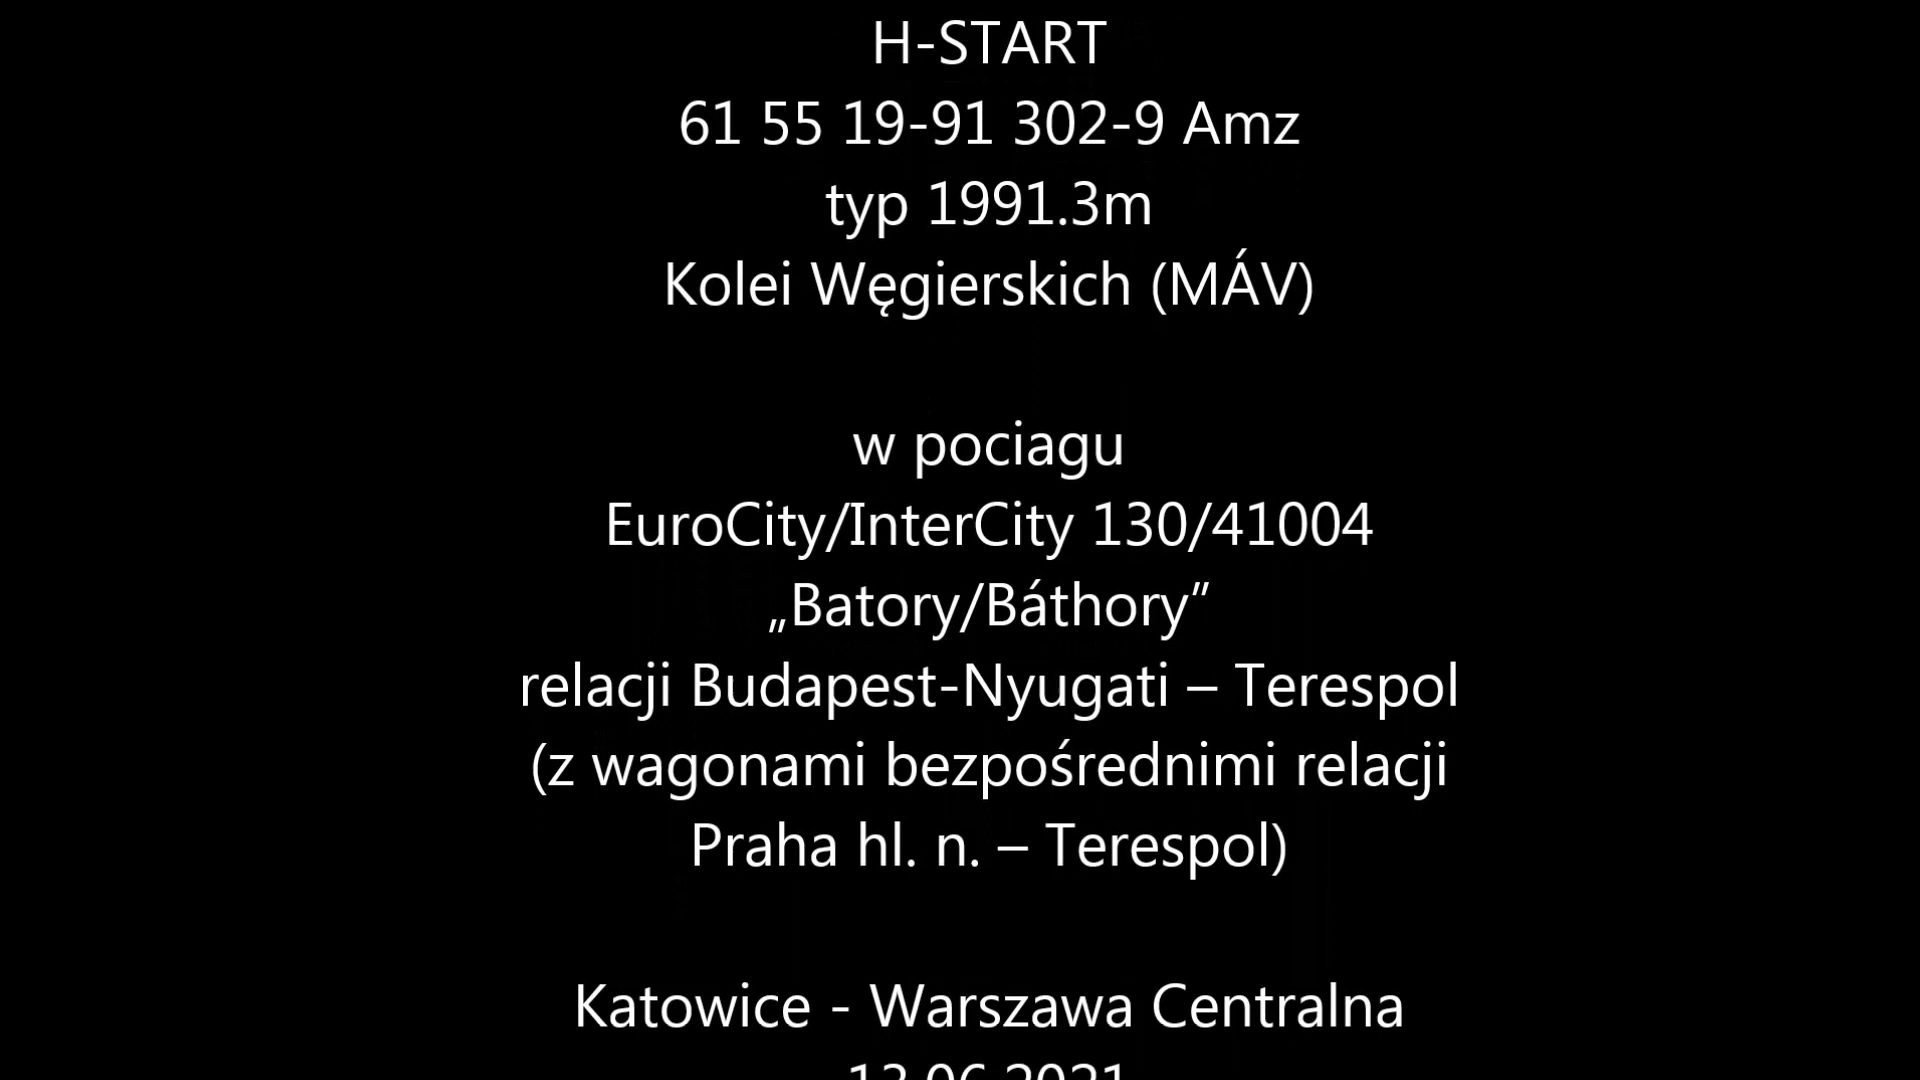 H-START
61 55 19-91 302-9 Amz
typ 1991.3m
Kolei Węgierskich (MÁV)
w pociagu
EuroCity/InterCity 130/41004
„Batory/Báthory”
relacji Budapest-Nyugati – Terespol
(z wagonami bezpośrednimi relacji
Praha hl. n. – Terespol)
Katowice - Warszawa Centralna